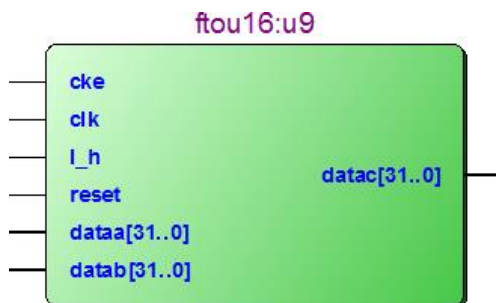 ftou16:u9
cke
clk
l_h
reset
datac[31..0]
dataa[31..0]
datab[31..0]